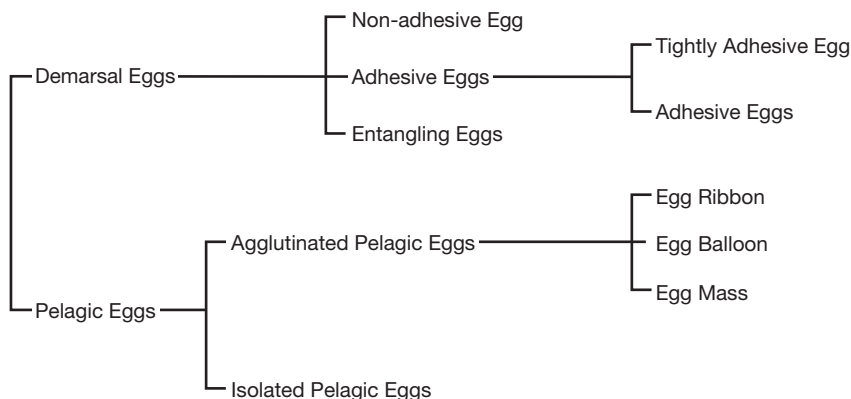 Non-adhesive Egg
Demarsal Eggs
Adhesive Eggs
Tightly Adhesive Egg
Adhesive Eggs
Entangling Eggs
Egg Ribbon
Agglutinated Pelagic Eggs
Egg Balloon
Egg Mass
Pelagic Eggs
Isolated Pelagic Eggs